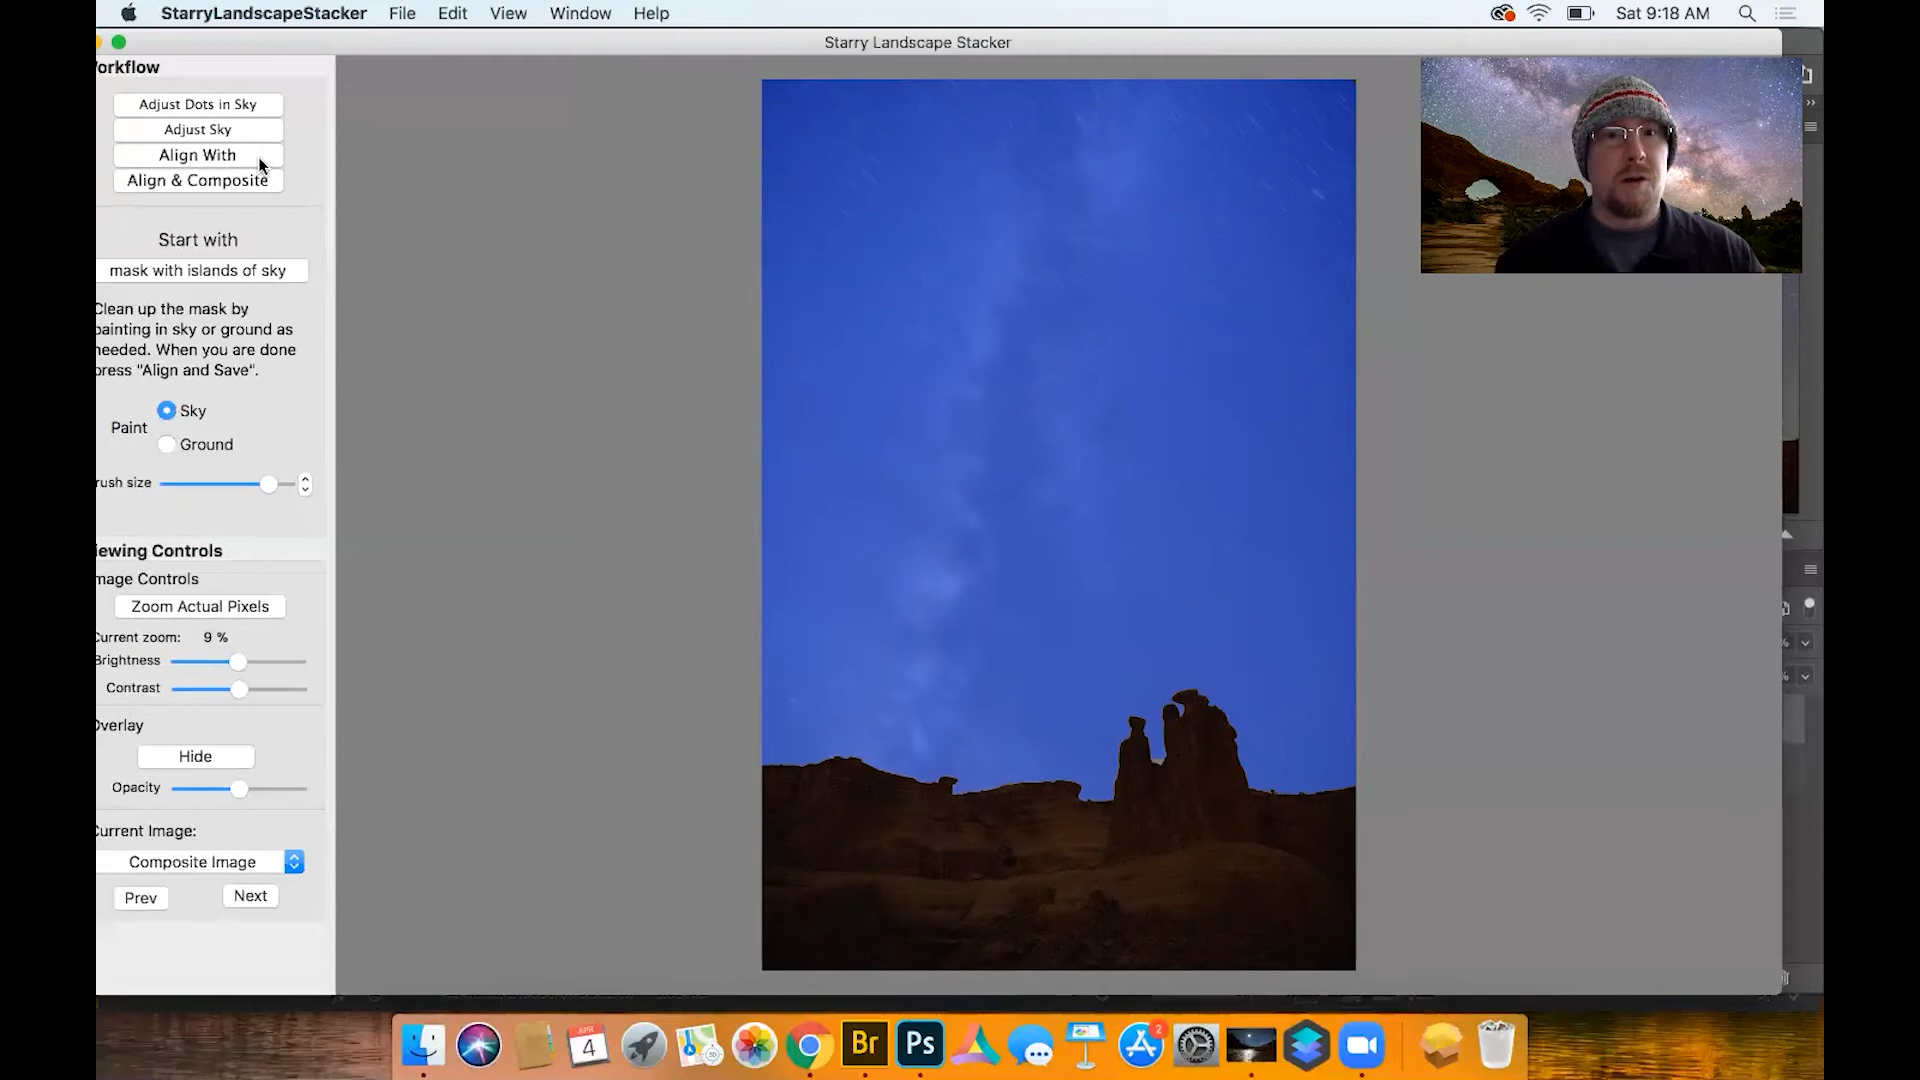 StarryLandscapeStacker File Edit View Window Help Sat 9:18 AM
Starry Landscape Stacker
orkflow
Adjust Dots in Sky
Adjust Sky
Align With
Align & Composite
Start with
mask with islands of sky
Clean up the mask by
painting in sky or ground as
needed. When you are done
press "Align and Save".
Sky
Paint
Ground
rush size
iewing Controls
mage Controls
Zoom Actual Pixels
Current zoom: 9 %
Brightness
Contrast
Overlay
Hide
Opacity
Current Image:
Composite Image
Prev Next
APR
4
3D
Br
Ps
2